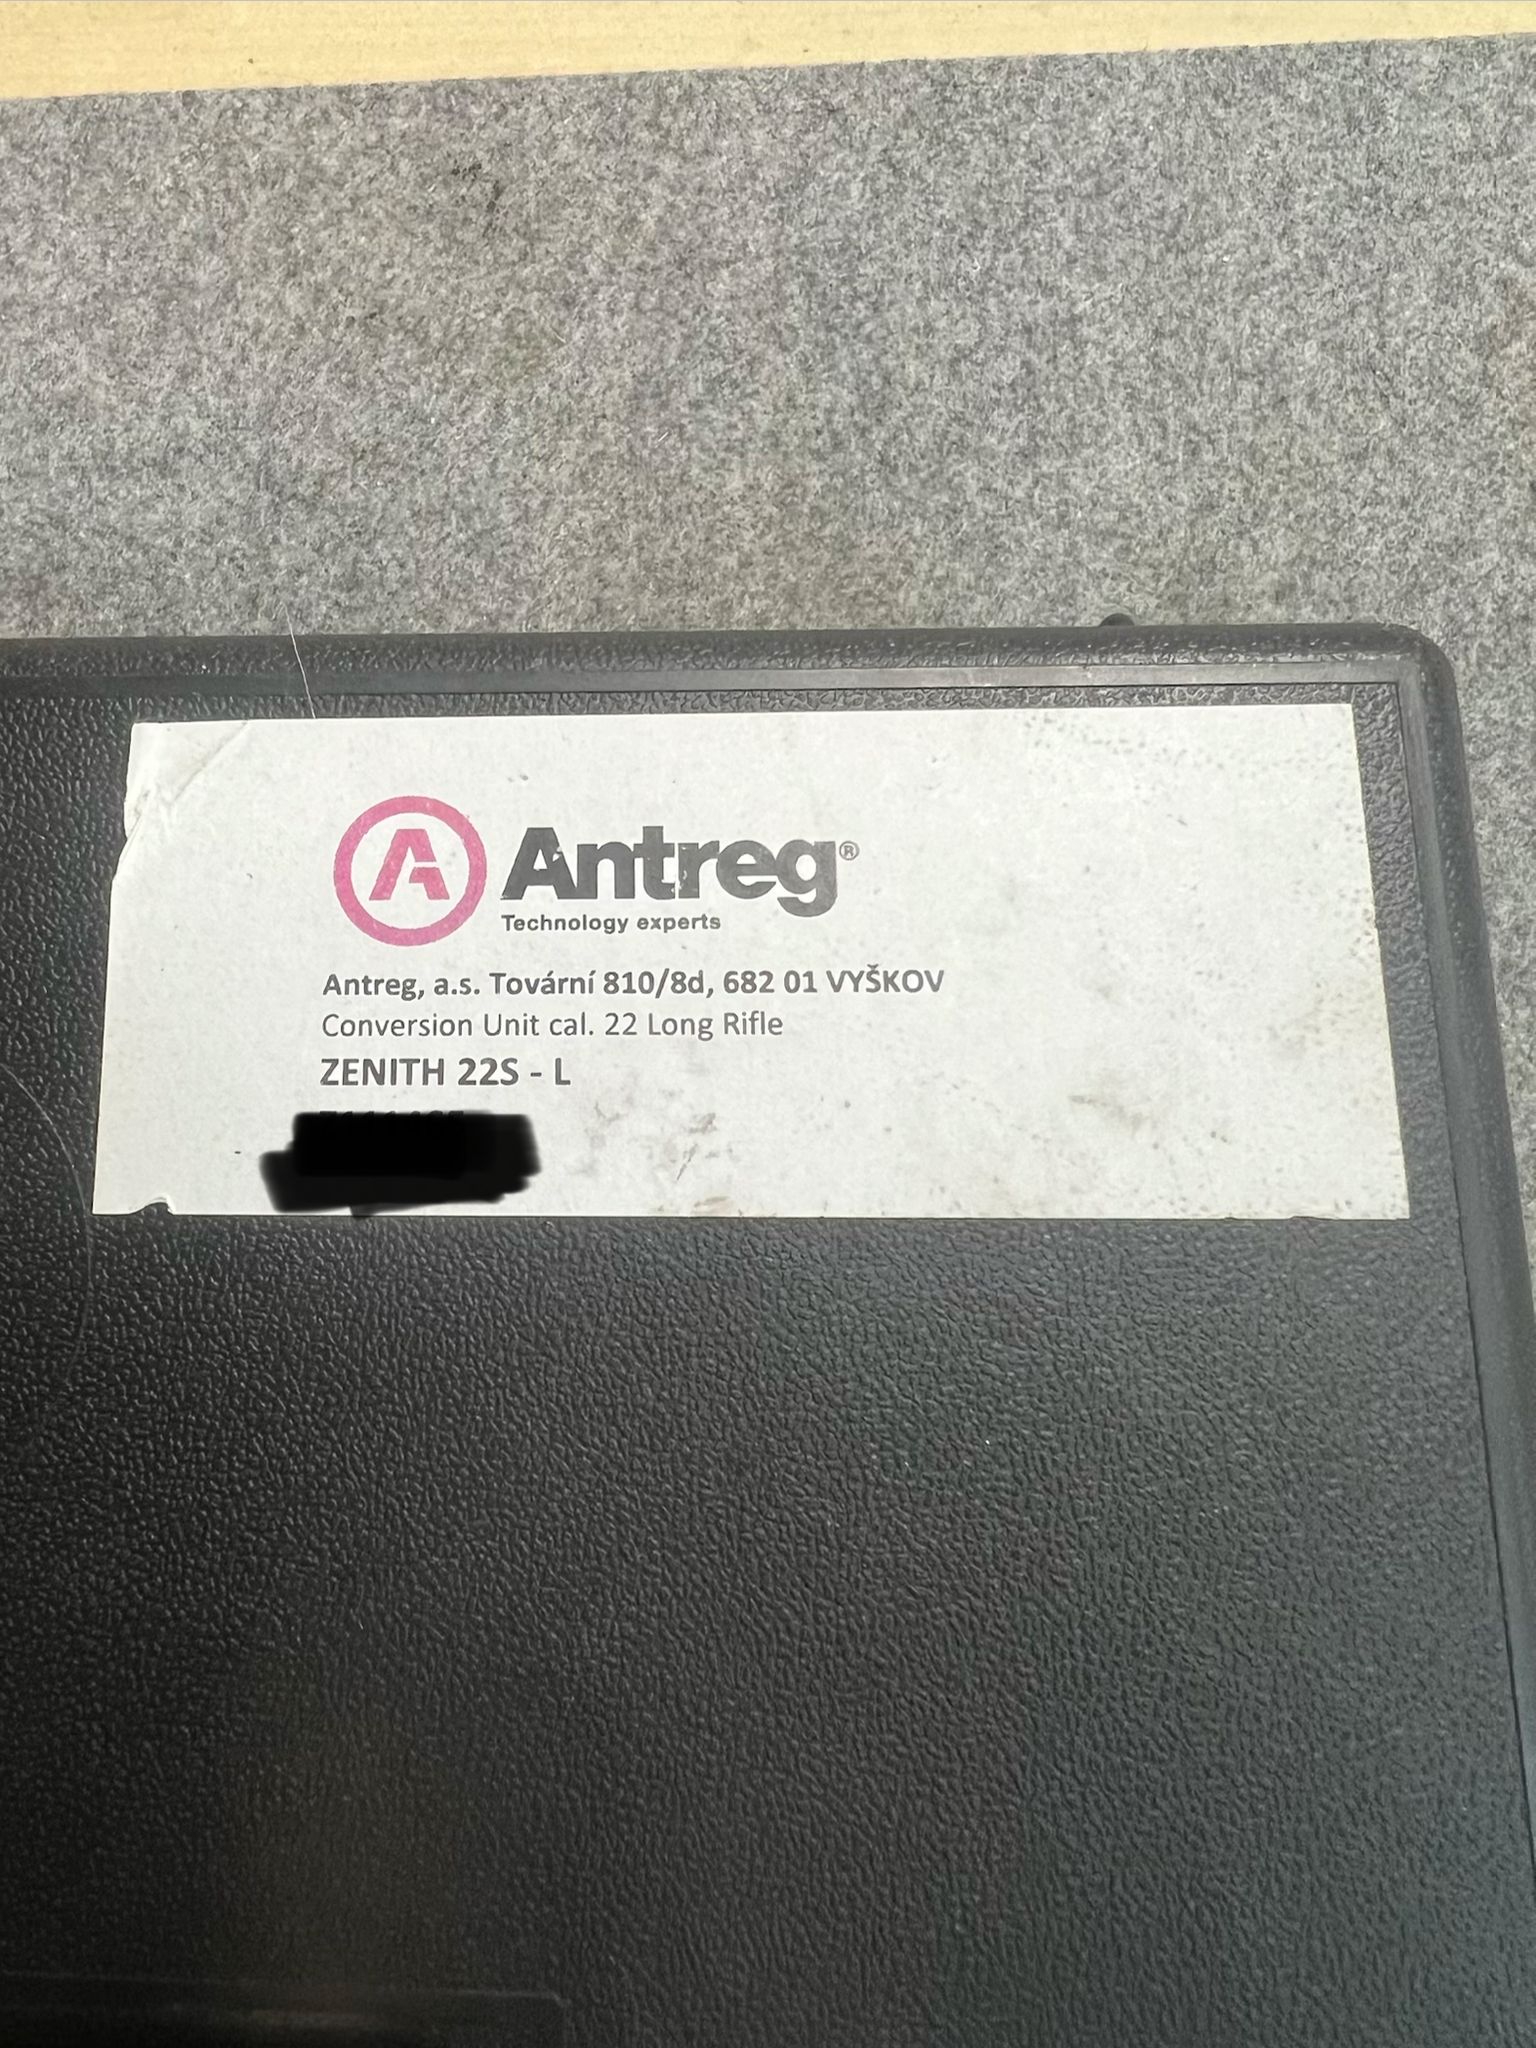 A Antreg®
Technology experts
Antreg, a.s. Tovární 810/8d, 682 01 VYŠKOV
Conversion Unit cal. 22 Long Rifle
ZENITH 22S - L